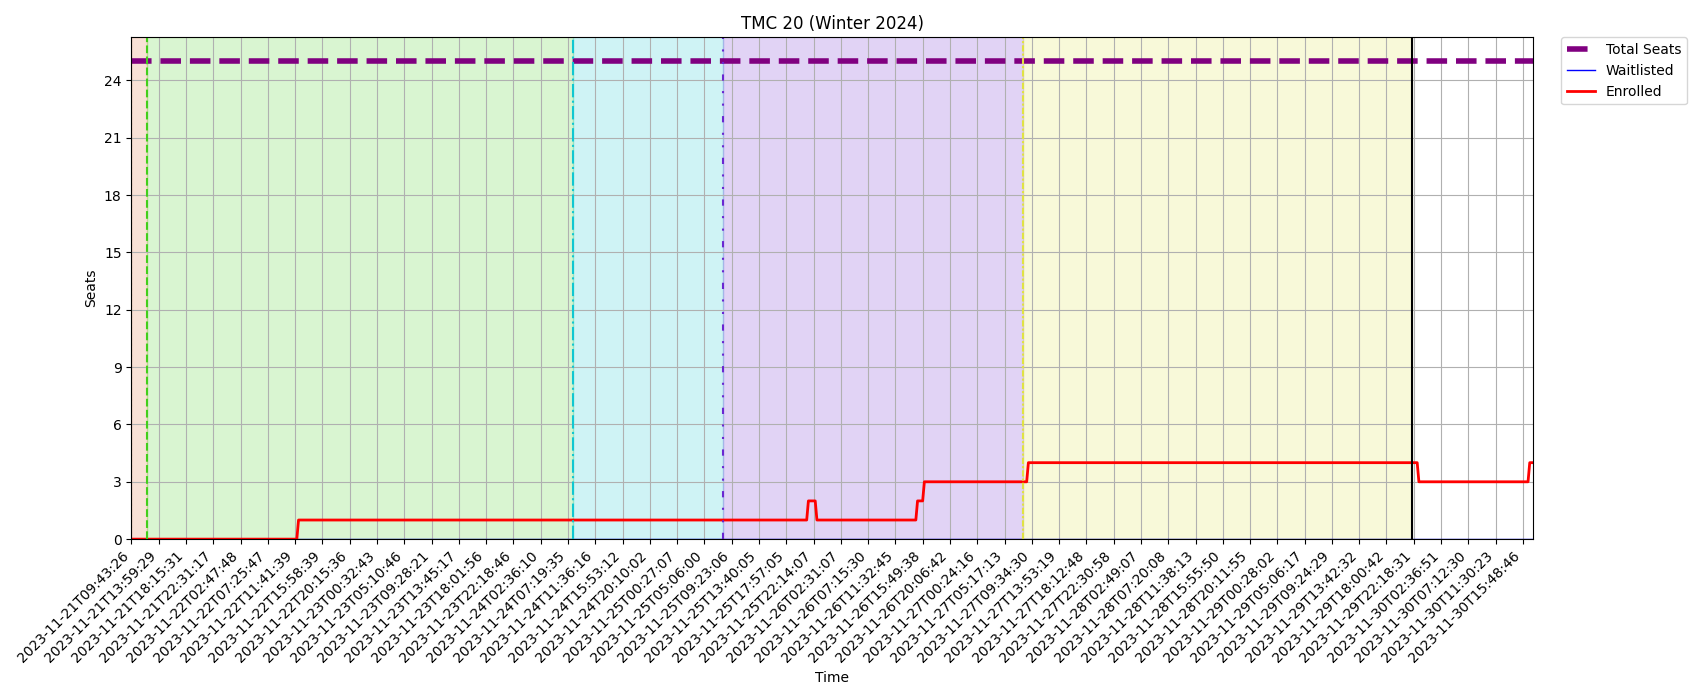 TMC 20 (Winter 2024)
Total Seats
Waitlisted
Enrolled
Seats
24
21
18
15
12
9
6
3
0
2023-11-21T09:43:26
2023-11-21T13:59:29
2023-11-21T18:15:31
2023-11-21T22:31:17
2023-11-22T02:47:48
2023-11-22T07:25:47
2023-11-22T11:41:39
2023-11-22T15:58:39
2023-11-22T20:15:36
2023-11-23T00:32:43
2023-11-23T05:10:46
2023-11-23T09:28:21
2023-11-23T13:45:17
2023-11-23T18:01:56
2023-11-23T22:18:46
2023-11-24T02:36:10
2023-11-24T07:19:35
2023-11-24T11:36:16
2023-11-24T15:53:12
2023-11-24T20:10:02
2023-11-25T00:27:07
2023-11-25T05:06:00
2023-11-25T09:23:06
2023-11-25T13:40:05
2023-11-25T17:57:05
2023-11-25T22:14:07
2023-11-26T02:31:07
2023-11-26T07:15:30
2023-11-26T11:32:45
2023-11-26T15:49:38
2023-11-26T20:06:42
2023-11-27T00:24:16
2023-11-27T05:17:13
2023-11-27T09:34:30
2023-11-27T13:53:19
2023-11-27T18:12:48
2023-11-27T22:30:58
2023-11-28T02:49:07
2023-11-28T07:20:08
2023-11-28T11:38:13
2023-11-28T15:55:50
2023-11-28T20:11:55
2023-11-29T00:28:02
2023-11-29T05:06:17
2023-11-29T09:24:29
2023-11-29T13:42:32
2023-11-29T18:00:42
2023-11-29T22:18:31
2023-11-30T02:36:51
2023-11-30T07:12:30
2023-11-30T11:30:23
2023-11-30T15:48:46
Time